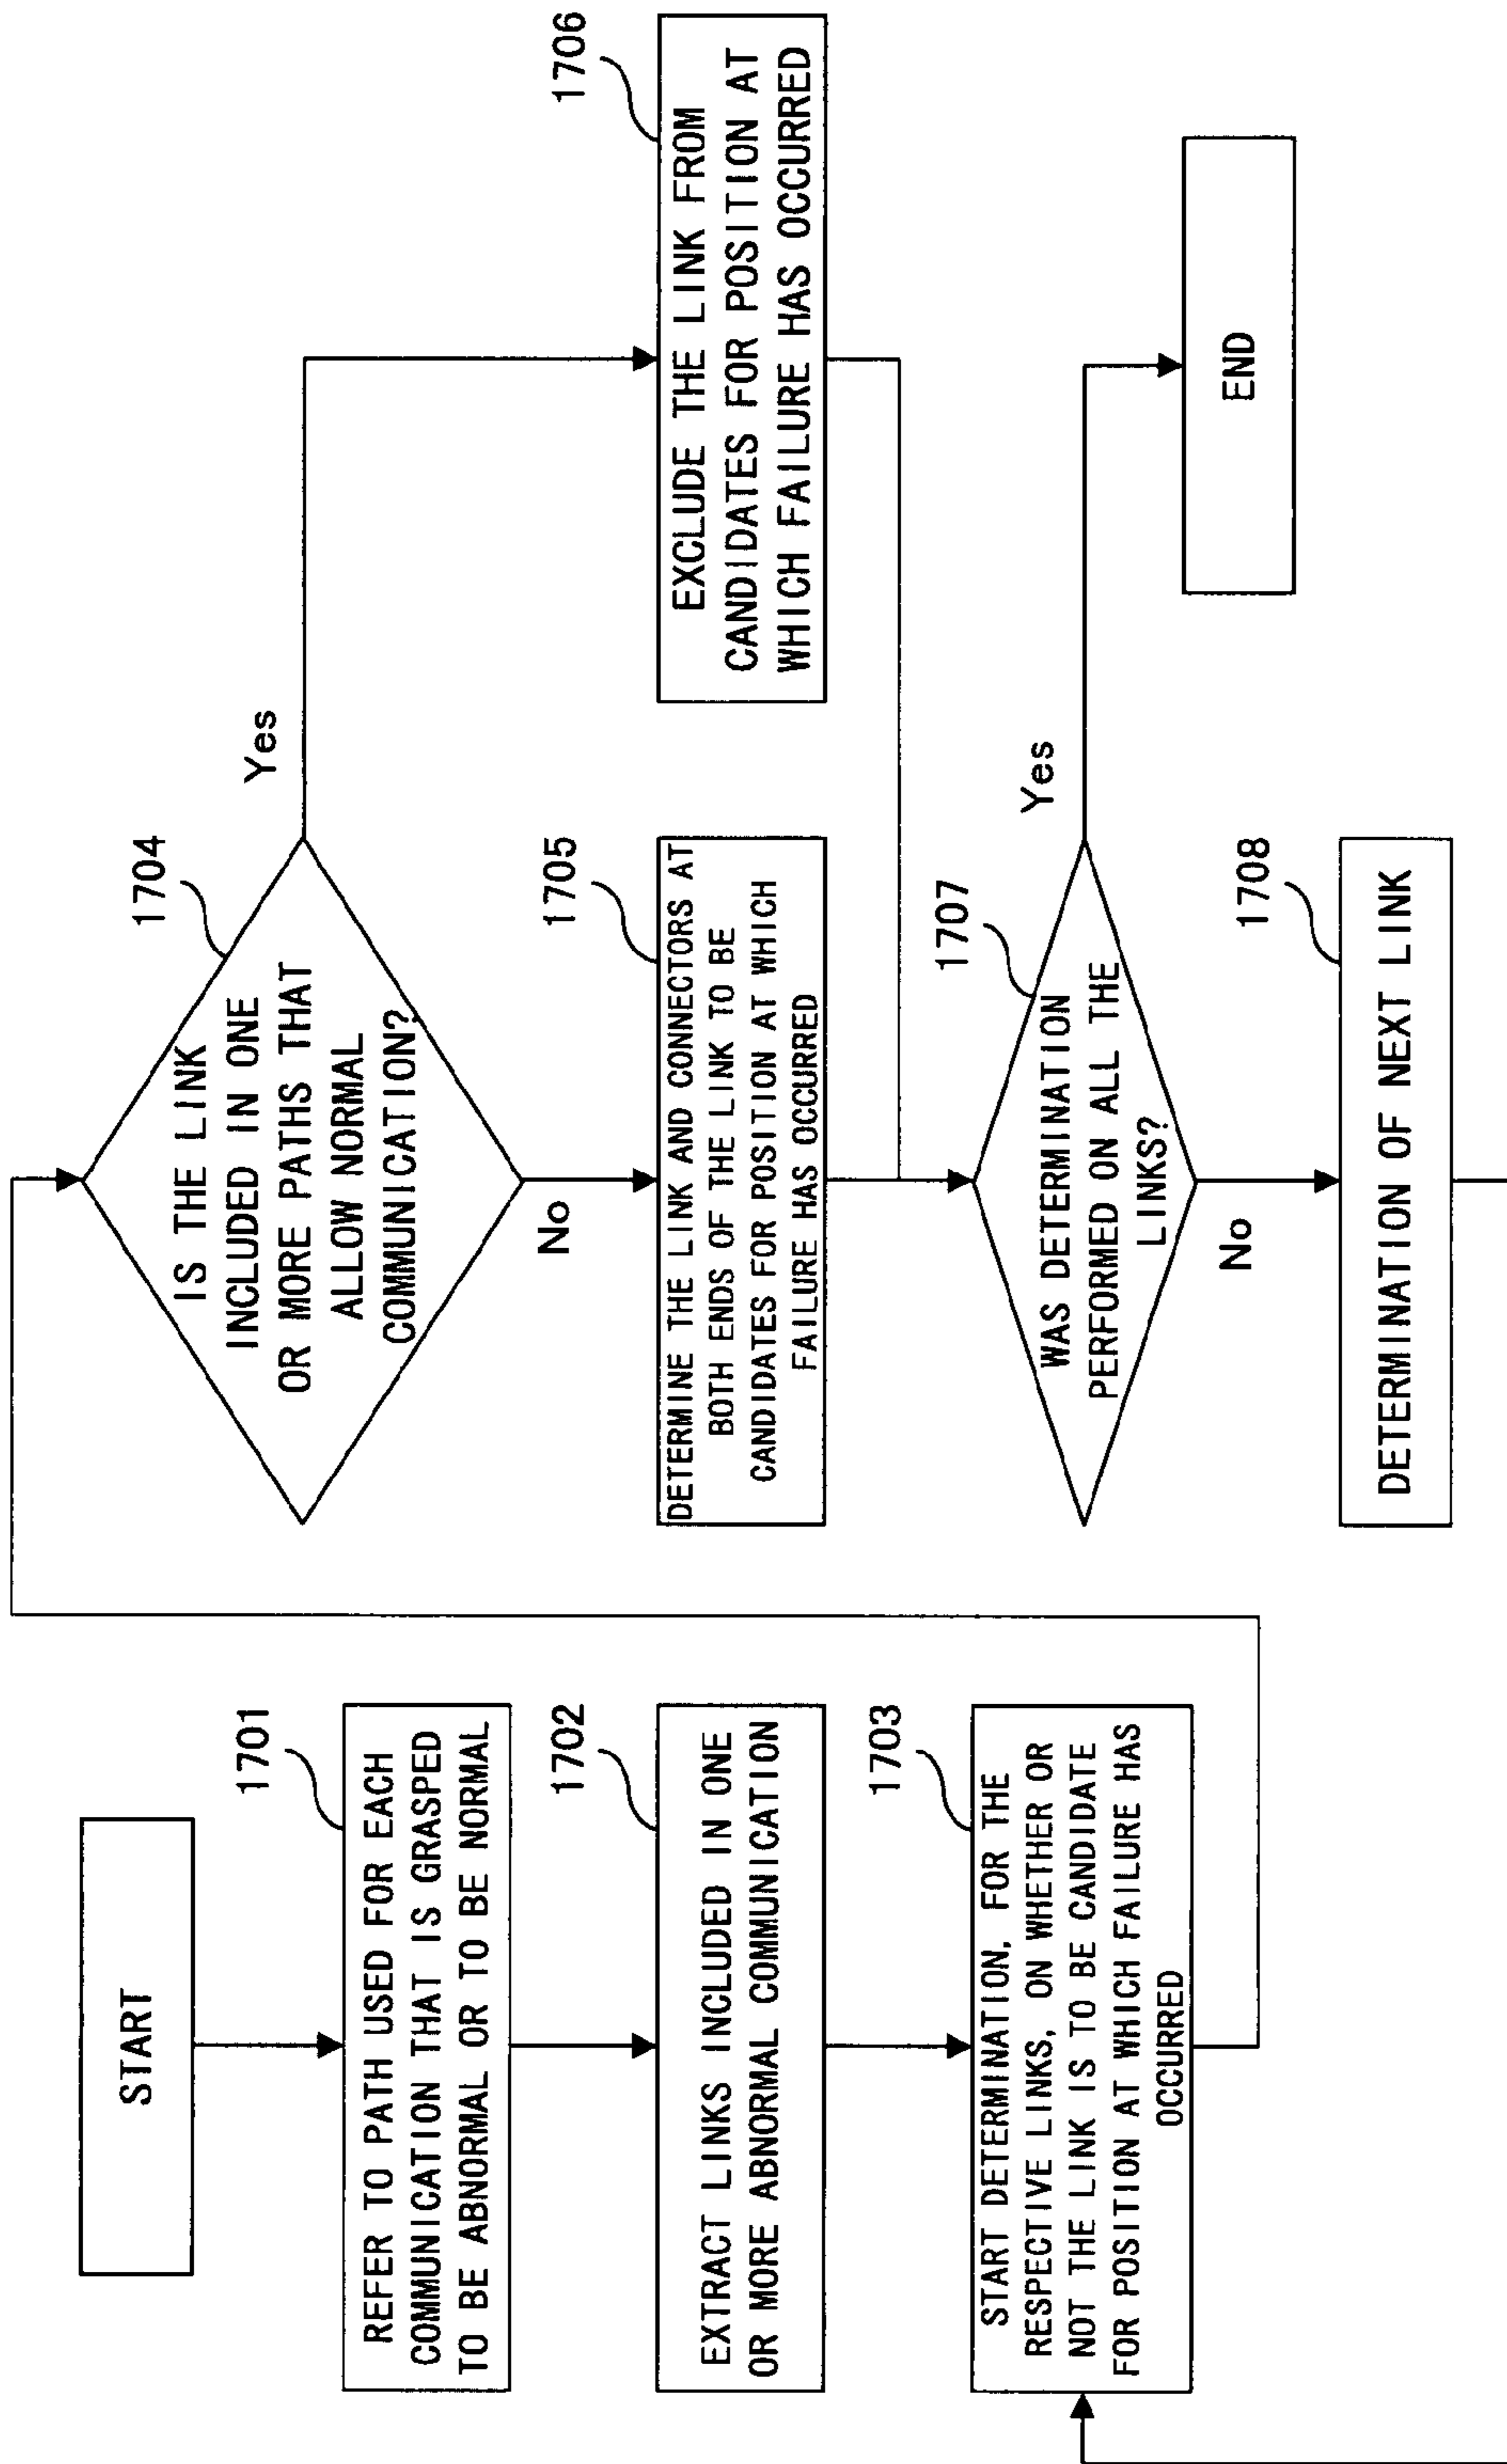 START
1701
REFER TO PATH USED FOR EACH
COMMUNICATION THAT IS GRASPED
TO BE ABNORMAL OR TO BE NORMAL
1702
EXTRACT LINKS INCLUDED IN ONE
OR MORE ABNORMAL COMMUNICATION
1703
START DETERMINATION, FOR THE
RESPECTIVE LINKS, ON WHETHER OR
NOT THE LINK IS TO BE CANDIDATE
FOR POSITION AT WHICH FAILURE HAS
OCCURRED
1704
IS THE LINK
INCLUDED IN ONE
OR MORE PATHS THAT
ALLOW NORMAL
COMMUNICATION?
Yes
No
1705
DETERMINE THE LINK AND CONNECTORS AT
BOTH ENDS OF THE LINK TO BE
CANDIDATES FOR POSITION AT WHICH
FAILURE HAS OCCURRED
1706
EXCLUDE THE LINK FROM
CANDIDATES FOR POSITION AT
WHICH FAILURE HAS OCCURRED
1707
WAS DETERMINATION
PERFORMED ON ALL THE
LINKS?
Yes
No
END
1708
DETERMINATION OF NEXT LINK